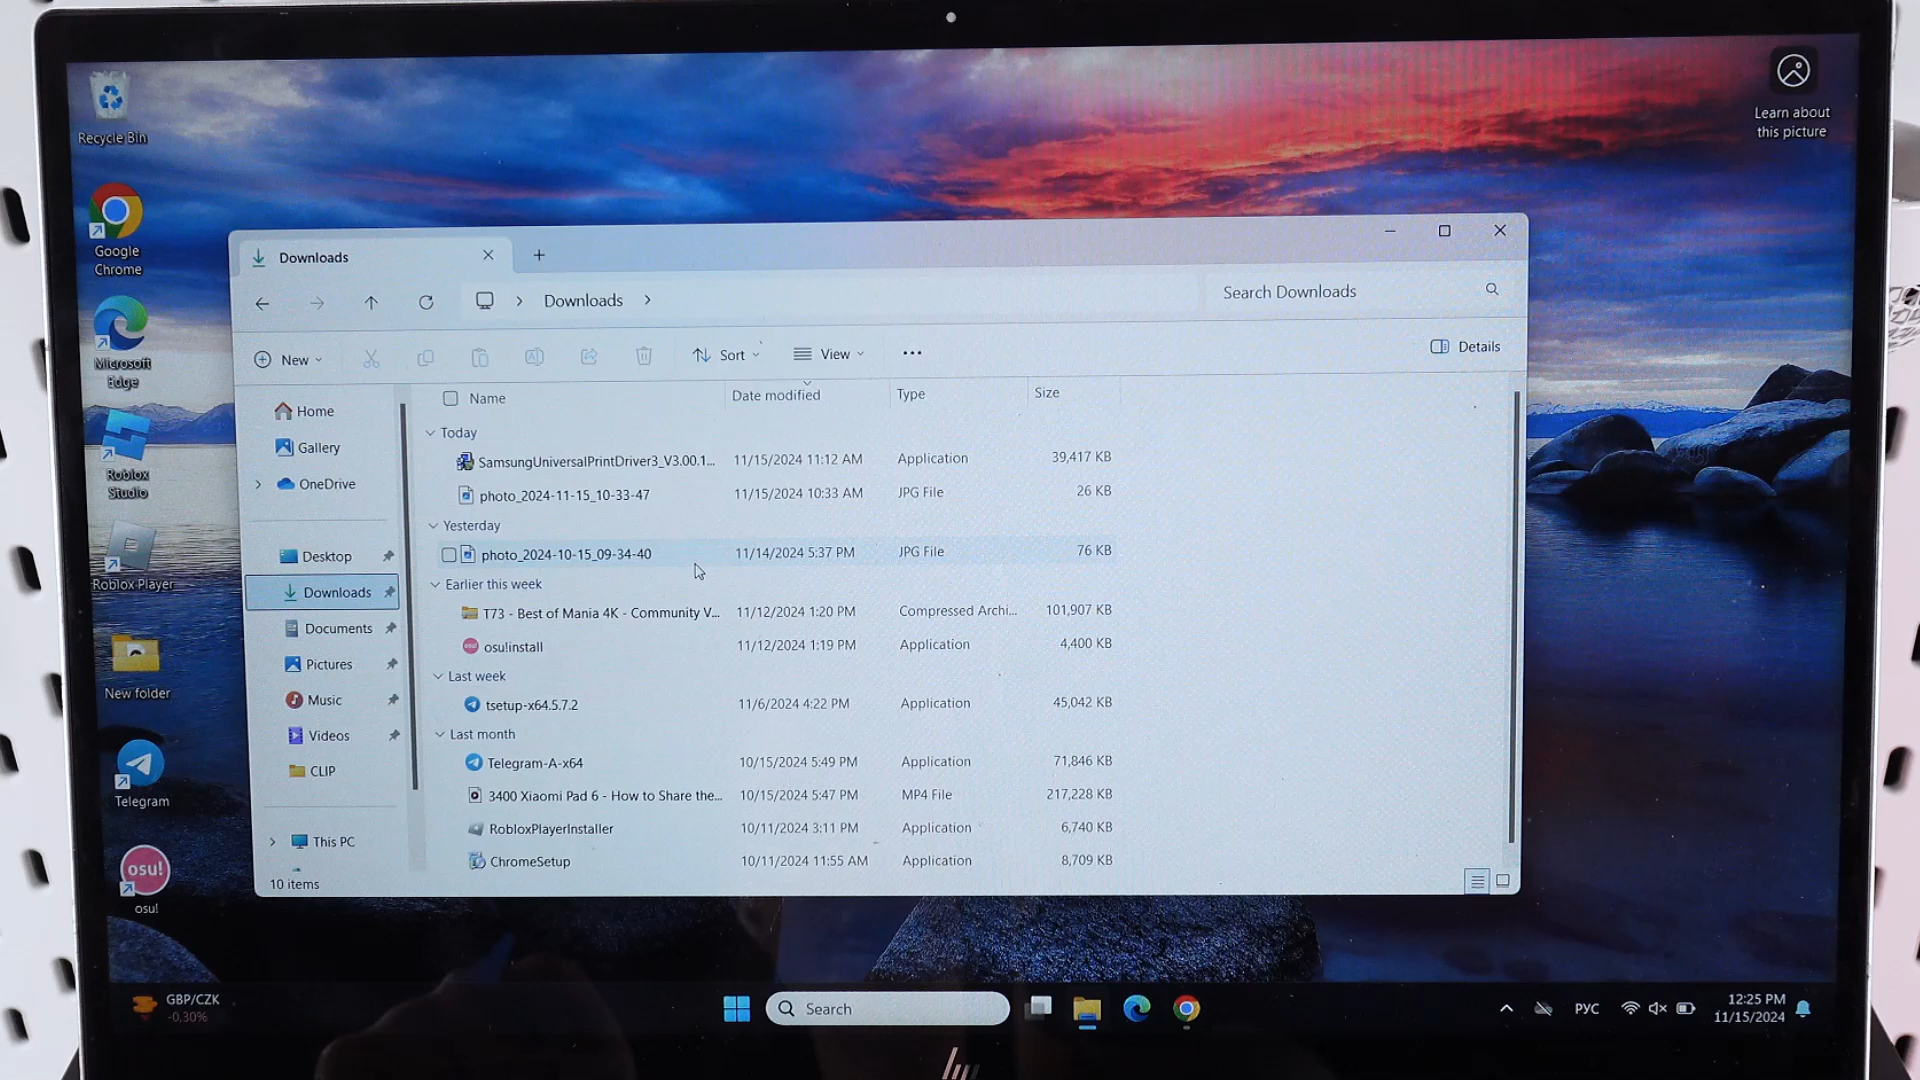 Recycle Bin
Google
Chrome
Microsoft
Edge
Roblox
Studio
Roblox Player
New folder
Telegram
osu!
osu!
Learn about
this picture
Downloads
Downloads
Search Downloads
New
Sort
View
Details
Home
Gallery
OneDrive
Desktop
Downloads
Documents
Pictures
Music
Videos
CLIP
This PC
Name Date modified Type Size
Today
SamsungUniversalPrintDriver3_V3.00.1... 11/15/2024 11:12 AM Application 39,417 KB
photo_2024-11-15_10-33-47 11/15/2024 10:33 AM JPG File 26 KB
Yesterday
photo_2024-10-15_09-34-40 11/14/2024 5:37 PM JPG File 76 KB
Earlier this week
T73 - Best of Mania 4K - Community V... 11/12/2024 1:20 PM Compressed Archi... 101,907 KB
osu!install 11/12/2024 1:19 PM Application 4,400 KB
Last week
tsetup-x64.5.7.2 11/6/2024 4:22 PM Application 45,042 KB
Last month
Telegram-A-x64 10/15/2024 5:49 PM Application 71,846 KB
3400 Xiaomi Pad 6 - How to Share the... 10/15/2024 5:47 PM MP4 File 217,228 KB
RobloxPlayerInstaller 10/11/2024 3:11 PM Application 6,740 KB
ChromeSetup 10/11/2024 11:55 AM Application 8,709 KB
10 items
GBP/CZK
-0,30%
Search
РУС
12:25 PM
11/15/2024
hp